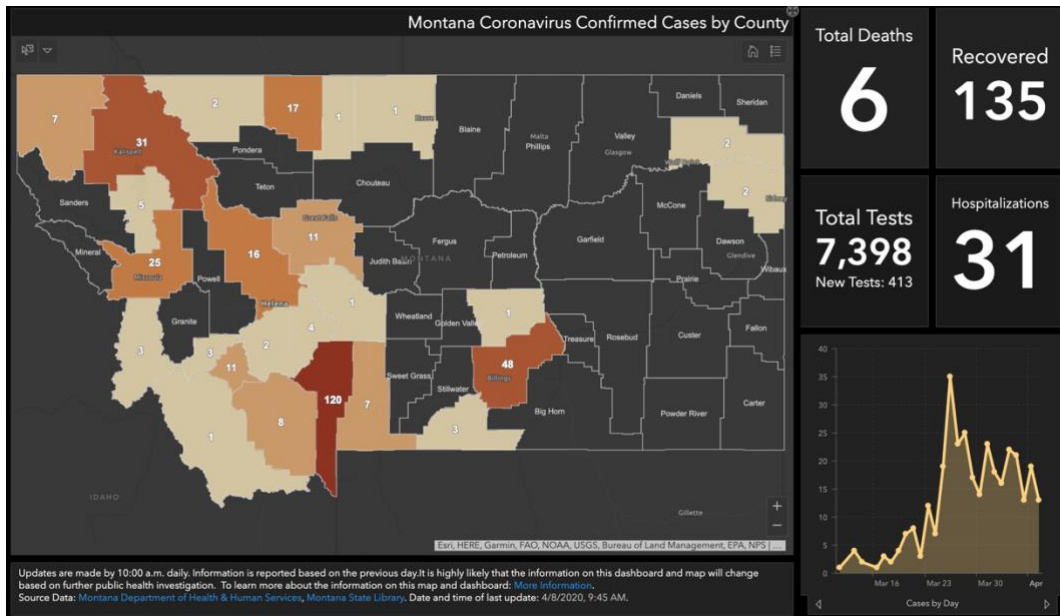 Montana Coronavirus Confirmed Cases by County
Total Deaths
6
Recovered
135
Total Tests
7,398
New Tests: 413
Hospitalizations
31
7
2
17
1
1
Blaine
Malta
Phillips
Valley
Glasgow
Daniels
Sheridan
31
Kalispell
Pondera
2
Teton
Chouteau
2
Sidney
Sanders
5
McCone
Great Falls
11
Fergus
Garfield
Dawson
Glendive
Mineral
25
Missoula
Powell
16
Judith Basin
MONTANA
Petroleum
Prairie
Wibaux
Helena
1
Granite
Wheatland
Golden Valley
1
Treasure
Rosebud
Custer
Fallon
3
3
2
4
48
Billings
11
120
7
Sweet Grass
Stillwater
Big Horn
Powder River
Carter
8
3
1
IDAHO
Gillette
+
−
Esri, HERE, Garmin, FAO, NOAA, USGS, Bureau of Land Management, EPA, NPS | ...
40
35
30
25
20
15
10
5
0
Mar 16
Mar 23
Mar 30
Apr
Cases by Day
Updates are made by 10:00 a.m. daily. Information is reported based on the previous day.It is highly likely that the information on this dashboard and map will change
based on further public health investigation. To learn more about the information on this map and dashboard: More Information.
Source Data: Montana Department of Health & Human Services, Montana State Library. Date and time of last update: 4/8/2020, 9:45 AM.